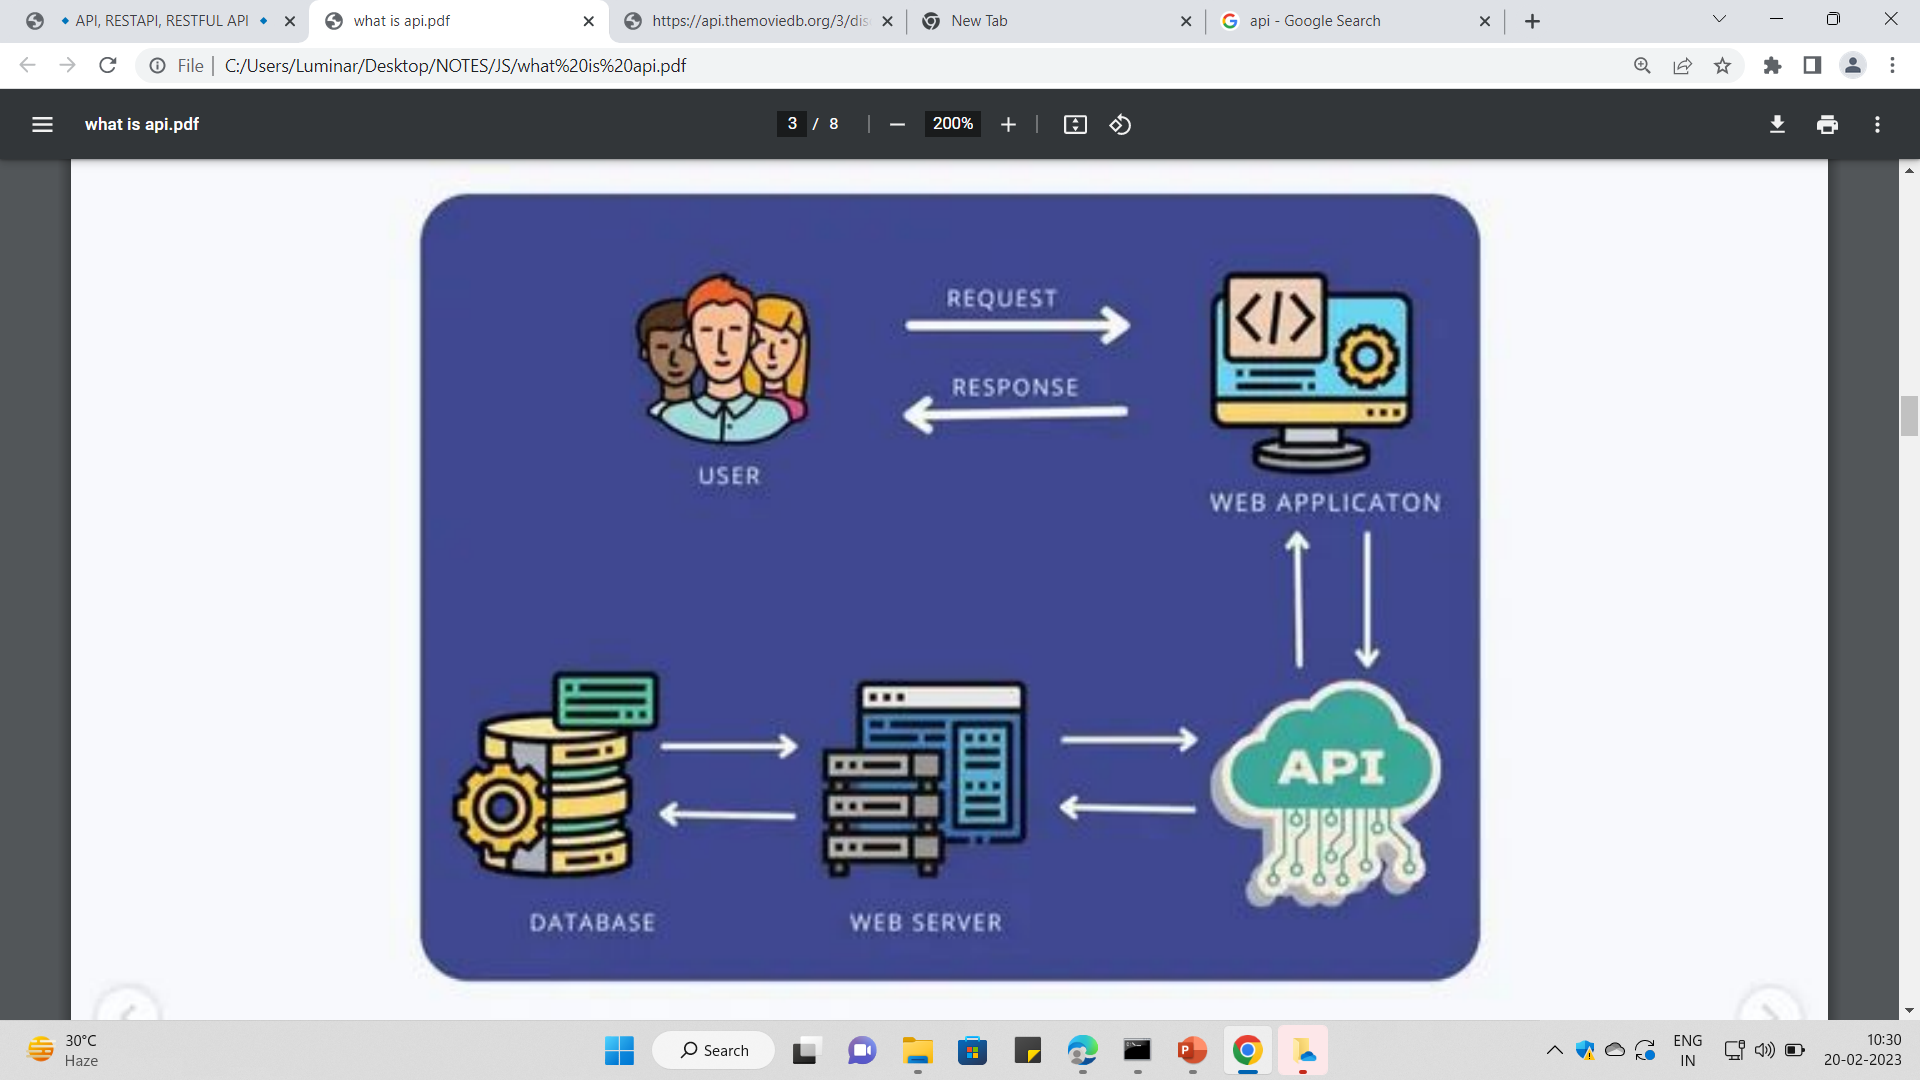 API, RESTAPI, RESTFUL API
what is api.pdf
https://api.themoviedb.org/3/dis
New Tab
api - Google Search
File
C:/Users/Luminar/Desktop/NOTES/JS/what%20is%20api.pdf
what is api.pdf
3 / 8
200%
REQUEST
RESPONSE
USER
</>
WEB APPLICATON
API
DATABASE
WEB SERVER
30°C
Haze
Search
ENG
IN
10:30
20-02-2023